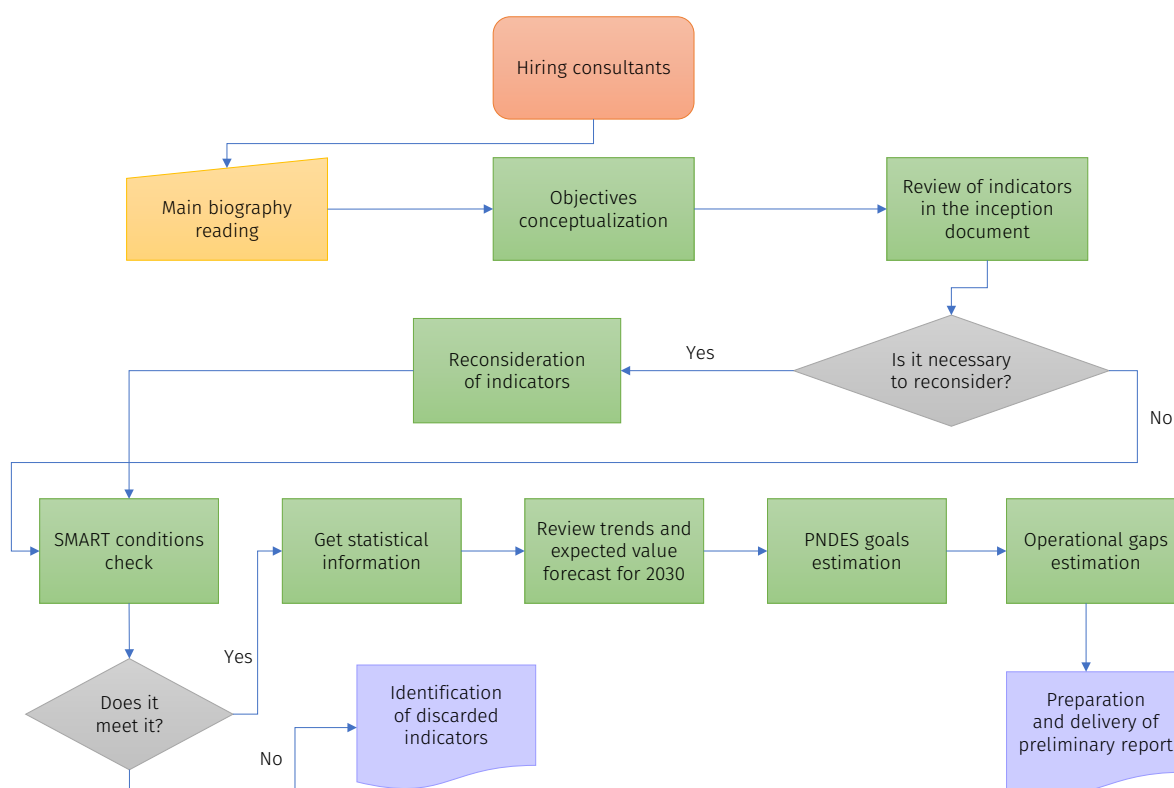 Hiring consultants
Main biography
reading
Objectives
conceptualization
Review of indicators
in the inception
document
Reconsideration
of indicators
Yes
Is it necessary
to reconsider?
No
SMART conditions
check
Get statistical
information
Review trends and
expected value
forecast for 2030
PNDES goals
estimation
Operational gaps
estimation
Yes
Does it
meet it?
No
Identification
of discarded
indicators
Preparation
and delivery of
preliminary report